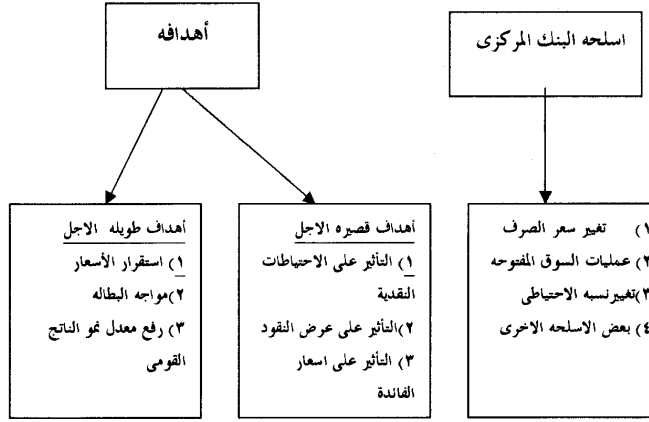 اسلحه البنك المركزى
أهدافه
١) تغيير سعر الصرف
٢) عمليات السوق المفتوحه
٣)تغييرنسبه الاحتياطى
٤) بعض الاسلحه الاخرى
أهداف قصيره الاجل
١) التأثير على الاحتياطات
النقدية
٢)التأثير على عرض النقود
٣) التأثير على اسعار
الفائدة
أهداف طويله الاجل
١) استقرار الأسعار
٢)مواجه البطاله
٣) رفع معدل نمو الناتج
القومى